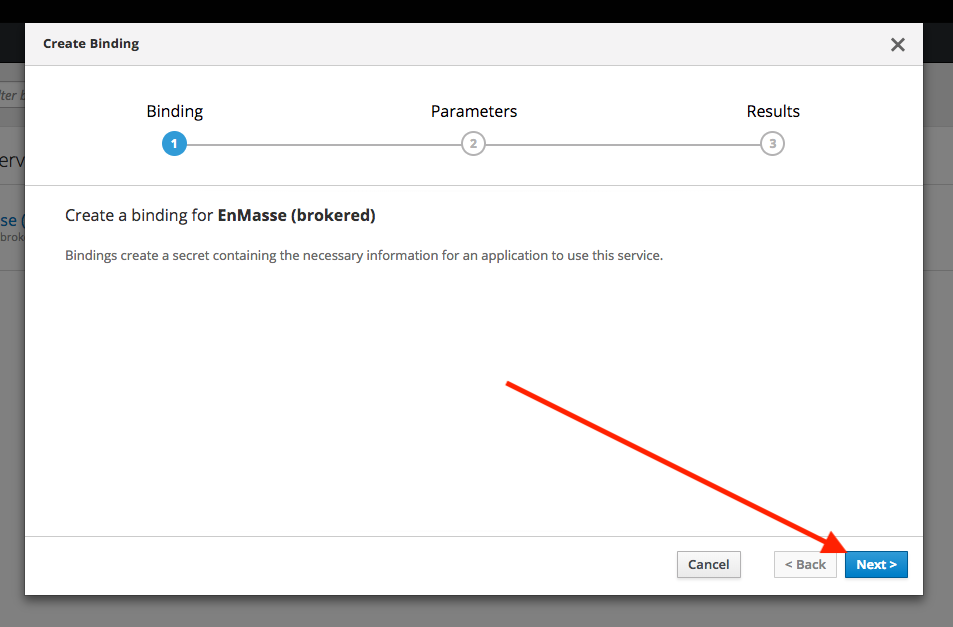 Create Binding
Binding
Parameters
Results
1
2
3
Create a binding for EnMasse (brokered)
Bindings create a secret containing the necessary information for an application to use this service.
Cancel
< Back
Next >